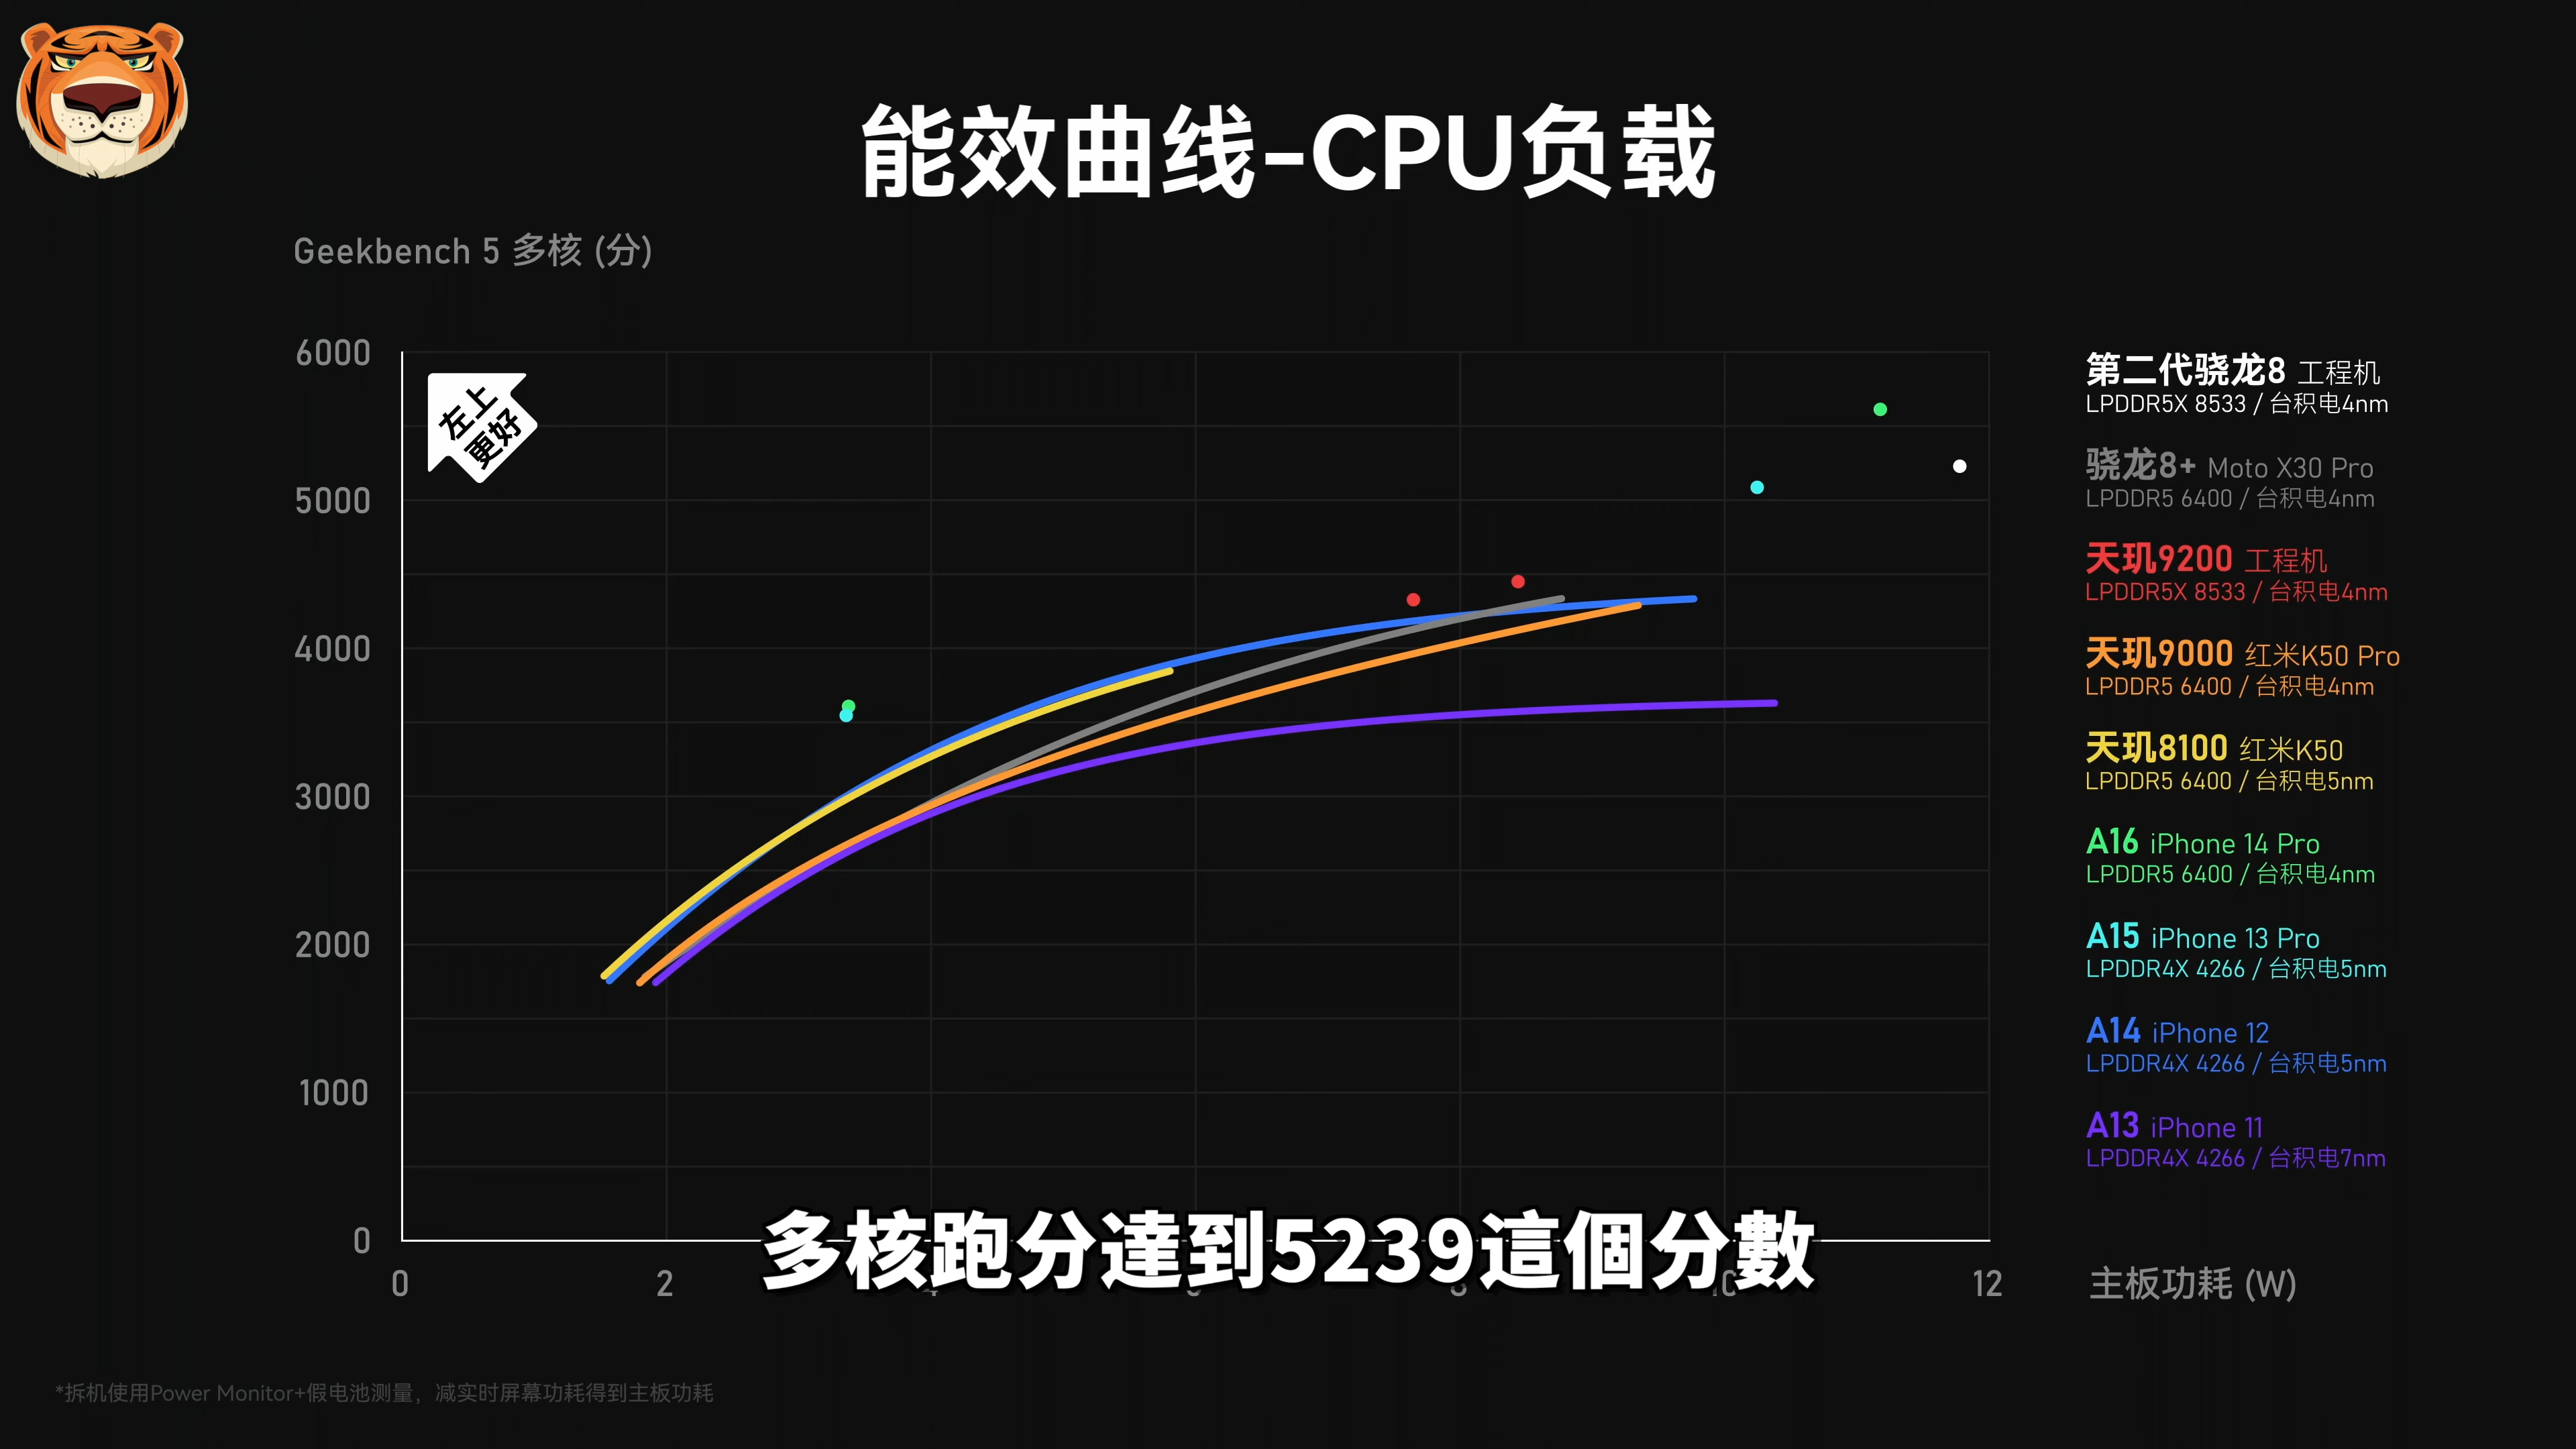 能效曲线-CPU负载
Geekbench 5 多核 (分)
6000
5000
4000
3000
2000
1000
0
左上
更好
第二代骁龙8 工程机
LPDDR5X 8533 / 台积电4nm
骁龙8+ Moto X30 Pro
LPDDR5 6400 / 台积电4nm
天玑9200 工程机
LPDDR5X 8533 / 台积电4nm
天玑9000 红米K50 Pro
LPDDR5 6400 / 台积电4nm
天玑8100 红米K50
LPDDR5 6400 / 台积电5nm
A16 iPhone 14 Pro
LPDDR5 6400 / 台积电4nm
A15 iPhone 13 Pro
LPDDR4X 4266 / 台积电5nm
A14 iPhone 12
LPDDR4X 4266 / 台积电5nm
A13 iPhone 11
LPDDR4X 4266 / 台积电7nm
多核跑分達到5239這個分數
0 2 12 主板功耗 (W)
*拆机使用Power Monitor+假电池测量，减实时屏幕功耗得到主板功耗